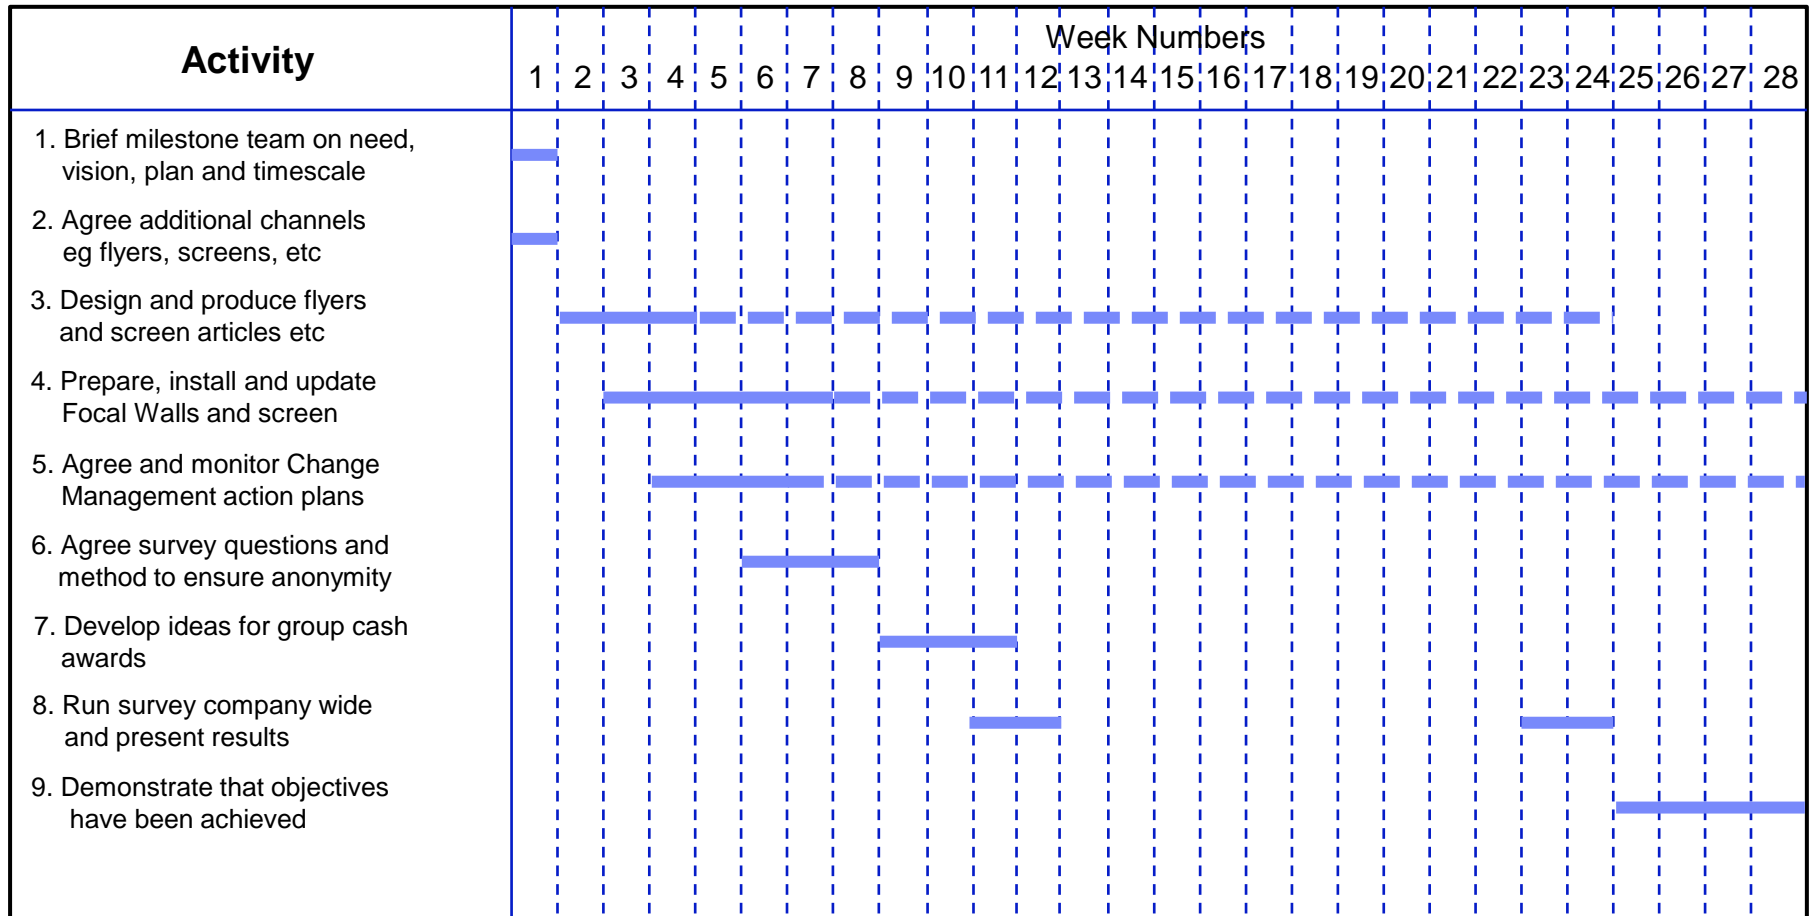 Activity
Week Numbers
1 2 3 4 5 6 7 8 9 10 11 12 13 14 15 16 17 18 19 20 21 22 23 24 25 26 27 28
1. Brief milestone team on need,
vision, plan and timescale
2. Agree additional channels
eg flyers, screens, etc
3. Design and produce flyers
and screen articles etc
4. Prepare, install and update
Focal Walls and screen
5. Agree and monitor Change
Management action plans
6. Agree survey questions and
method to ensure anonymity
7. Develop ideas for group cash
awards
8. Run survey company wide
and present results
9. Demonstrate that objectives
have been achieved